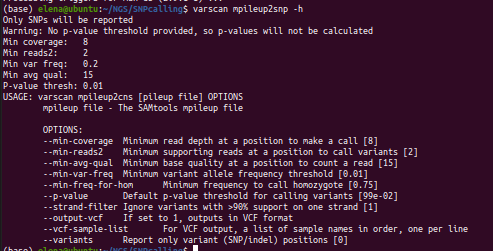 (base) elena@ubuntu:~/NGS/SNPcalling$ varscan mpileup2snp -h
Only SNPs will be reported
Warning: No p-value threshold provided, so p-values will not be calculated
Min coverage:   8
Min reads2:     2
Min var freq:   0.2
Min avg qual:   15
P-value thresh: 0.01
USAGE: varscan mpileup2cns [pileup file] OPTIONS
mpileup file - The SAMtools mpileup file
OPTIONS:
--min-coverage  Minimum read depth at a position to make a call [8]
--min-reads2    Minimum supporting reads at a position to call variants [2]
--min-avg-qual  Minimum base quality at a position to count a read [15]
--min-var-freq  Minimum variant allele frequency threshold [0.01]
--min-freq-for-hom      Minimum frequency to call homozygote [0.75]
--p-value       Default p-value threshold for calling variants [99e-02]
--strand-filter Ignore variants with >90% support on one strand [1]
--output-vcf    If set to 1, outputs in VCF format
--vcf-sample-list       For VCF output, a list of sample names in order, one per line
--variants      Report only variant (SNP/indel) positions [0]
(base) elena@ubuntu:~/NGS/SNPcalling$